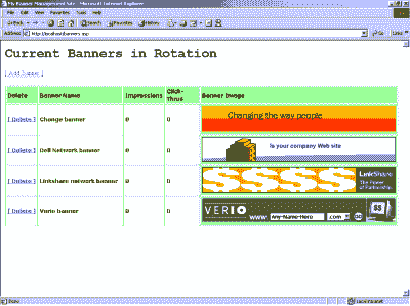 My Banner Management Site - Microsoft Internet Explorer
File Edit View Favorites Tools Help
Back Search Favorites History
Address http://localhost/banners.asp Go Links
Current Banners in Rotation
[ Add banner ]
Delete Banner Name Impressions Click-Thrus Banner Image
[ Delete ] Change banner 0 0 Changing the way people
[ Delete ] Dell Network banner 0 0 Is your company Web site
[ Delete ] Linkshare network banner 0 0 LinkShare The Power of Partnership
[ Delete ] Verio banner 0 0 VERIO www. Any-Name-Here .com $8
Done Local intranet